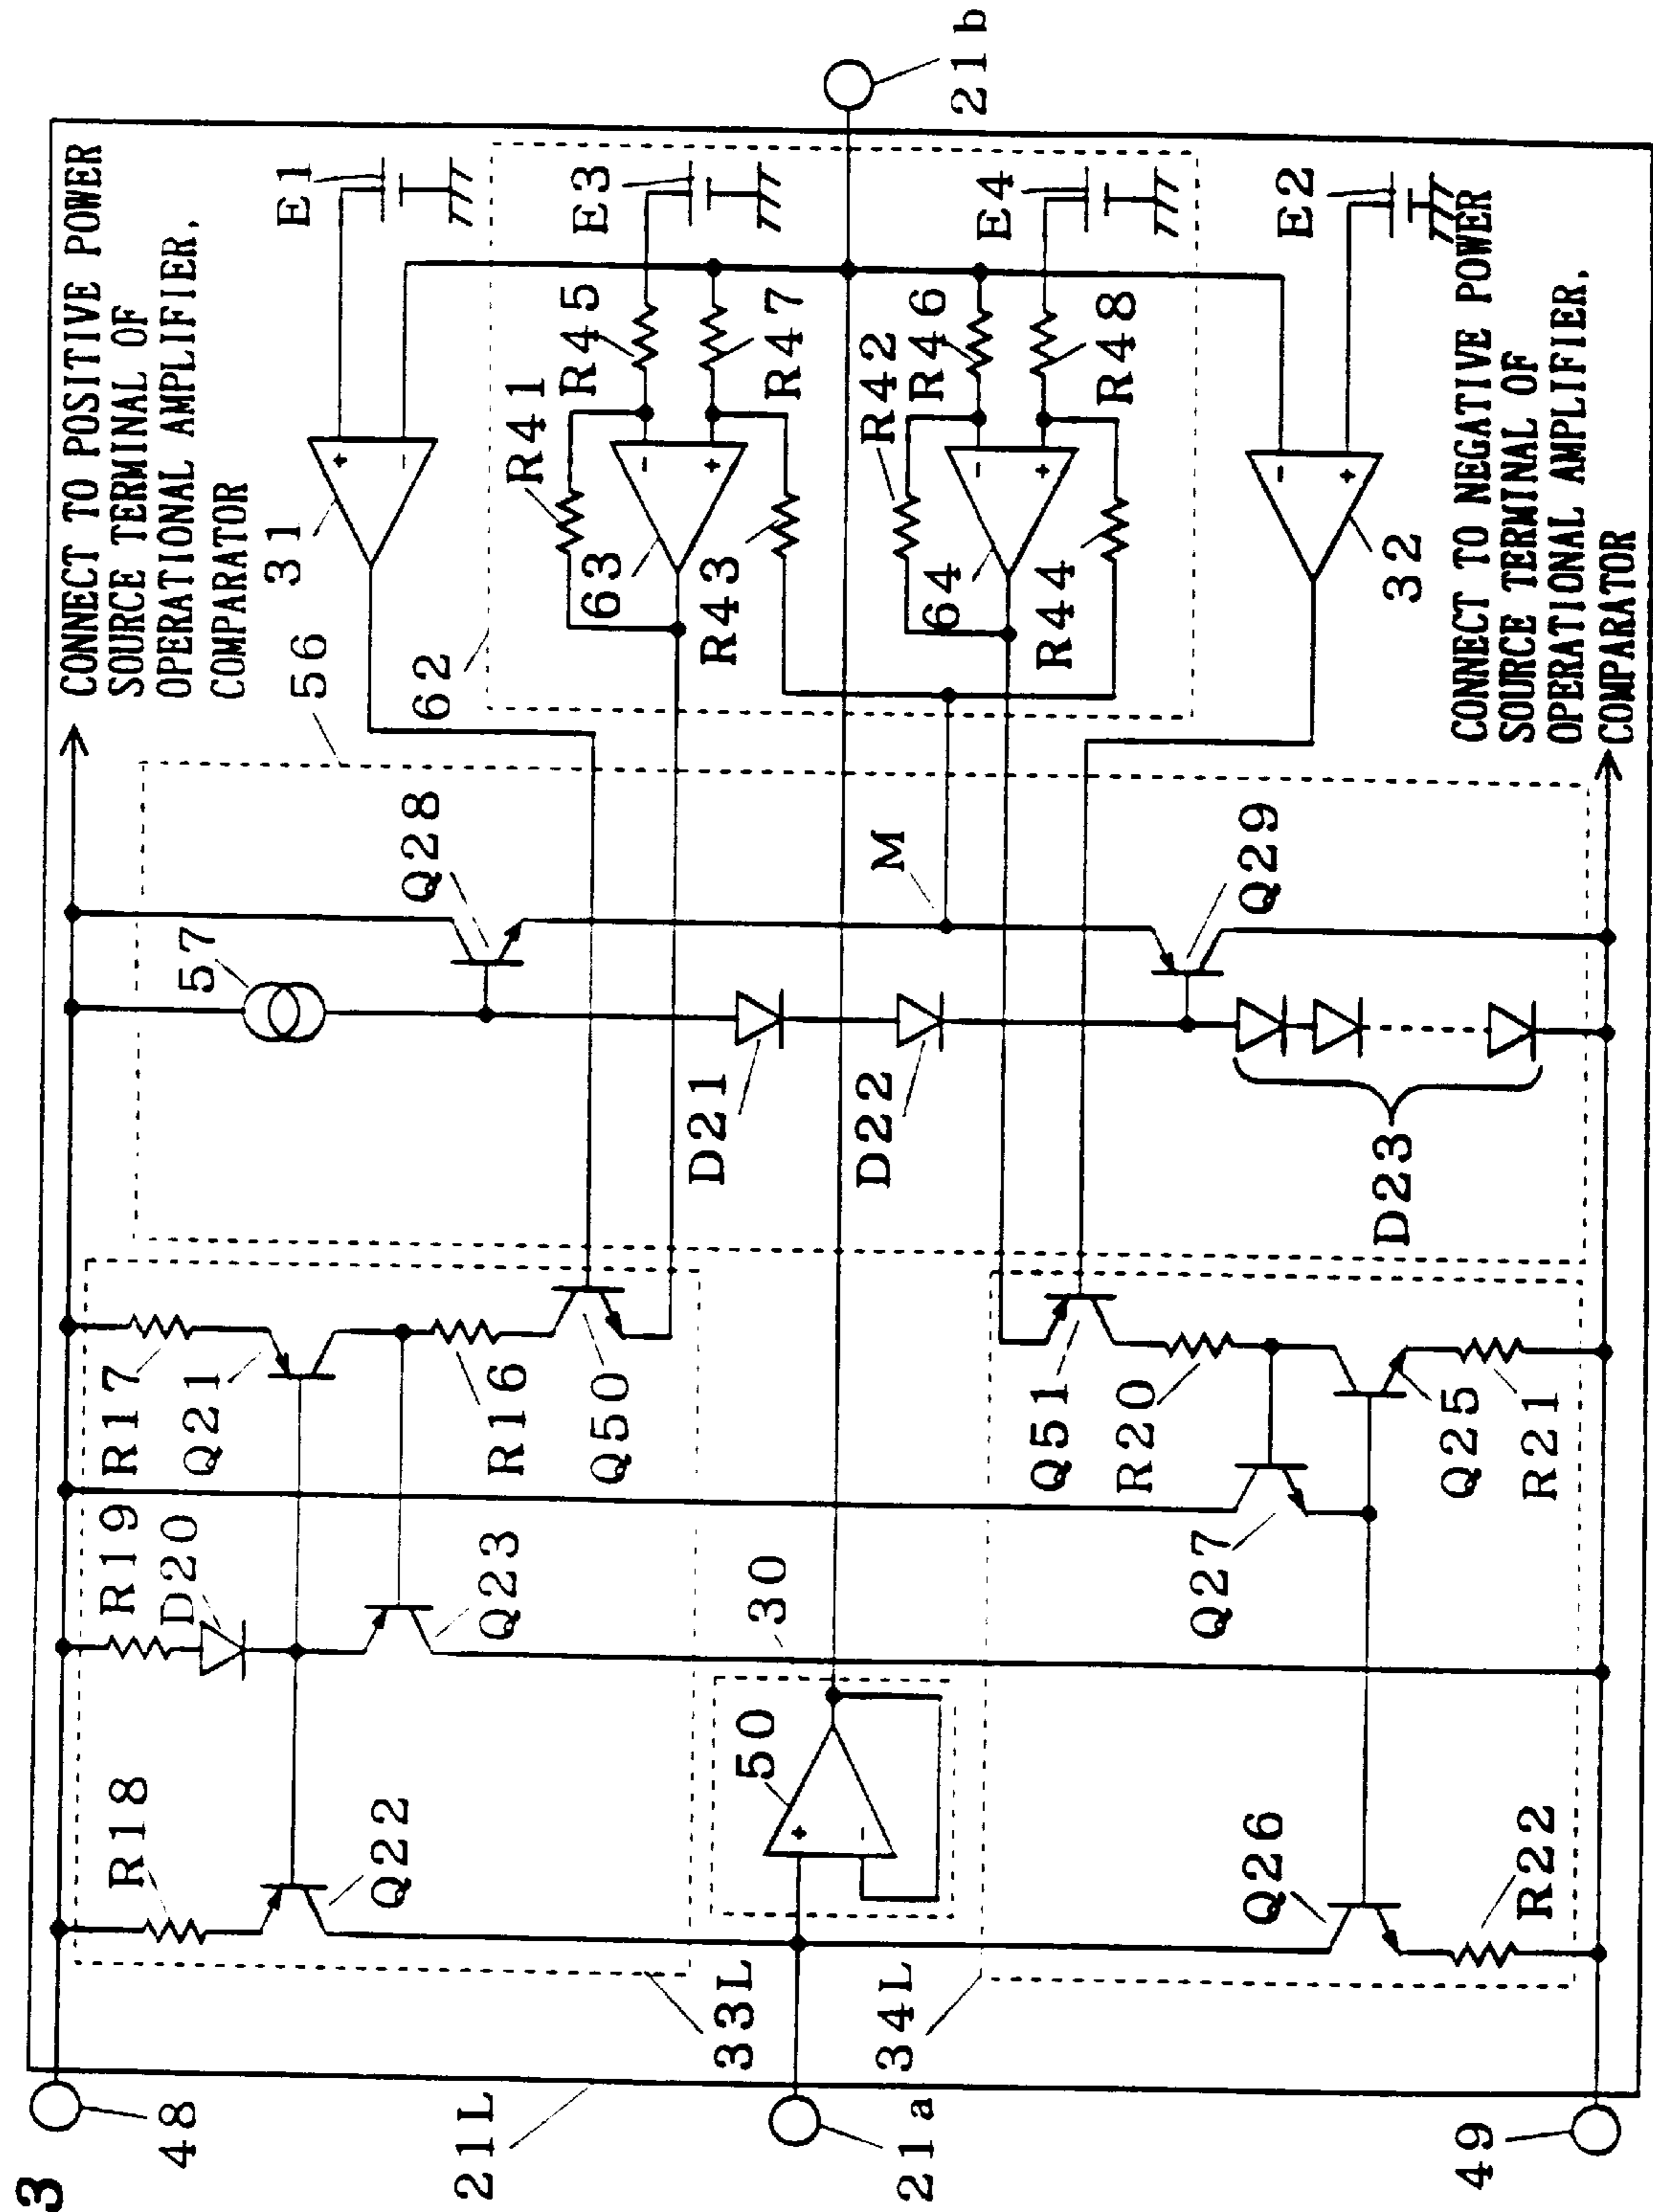 3
48
21L
21a
49
CONNECT TO POSITIVE POWER
SOURCE TERMINAL OF
OPERATIONAL AMPLIFIER,
COMPARATOR
R18
Q22
R19
D20
Q23
R17
Q21
R16
Q50
33L
50
30
34L
Q26
R22
Q27
Q51
R20
Q25
R21
57
Q28
D21
D22
M
Q29
D23
56
62
31
E1
R41
R45
E3
63
R43
R47
R42
R46
E4
64
R44
R48
32
E2
21b
+
−
−
+
−
+
−
+
+
−
CONNECT TO NEGATIVE POWER
SOURCE TERMINAL OF
OPERATIONAL AMPLIFIER,
COMPARATOR